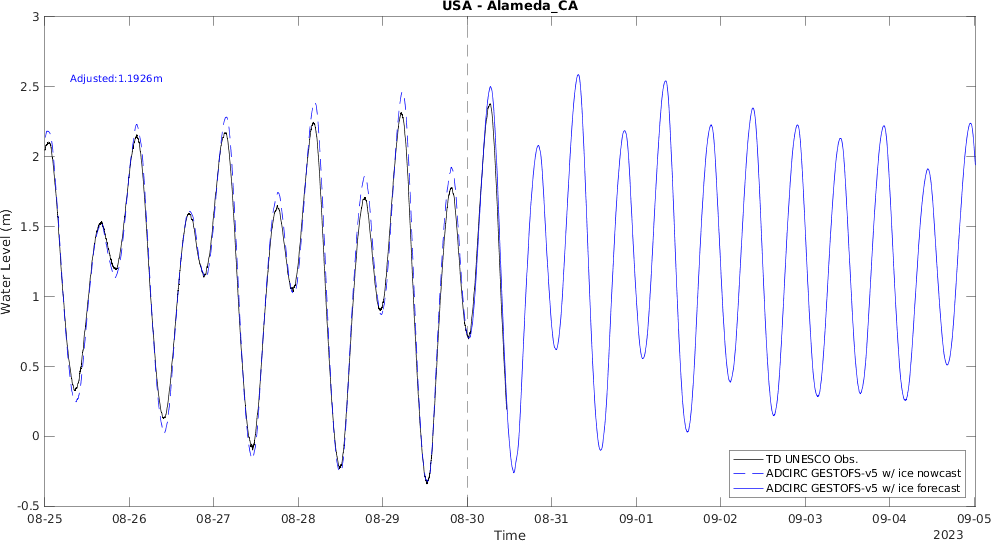 USA - Alameda_CA
3
2.5
2
1.5
1
0.5
0
-0.5
Water Level (m)
Adjusted:1.1926m
TD UNESCO Obs.
ADCIRC GESTOFS-v5 w/ ice nowcast
ADCIRC GESTOFS-v5 w/ ice forecast
08-25 08-26 08-27 08-28 08-29 08-30 08-31 09-01 09-02 09-03 09-04 09-05
Time
2023